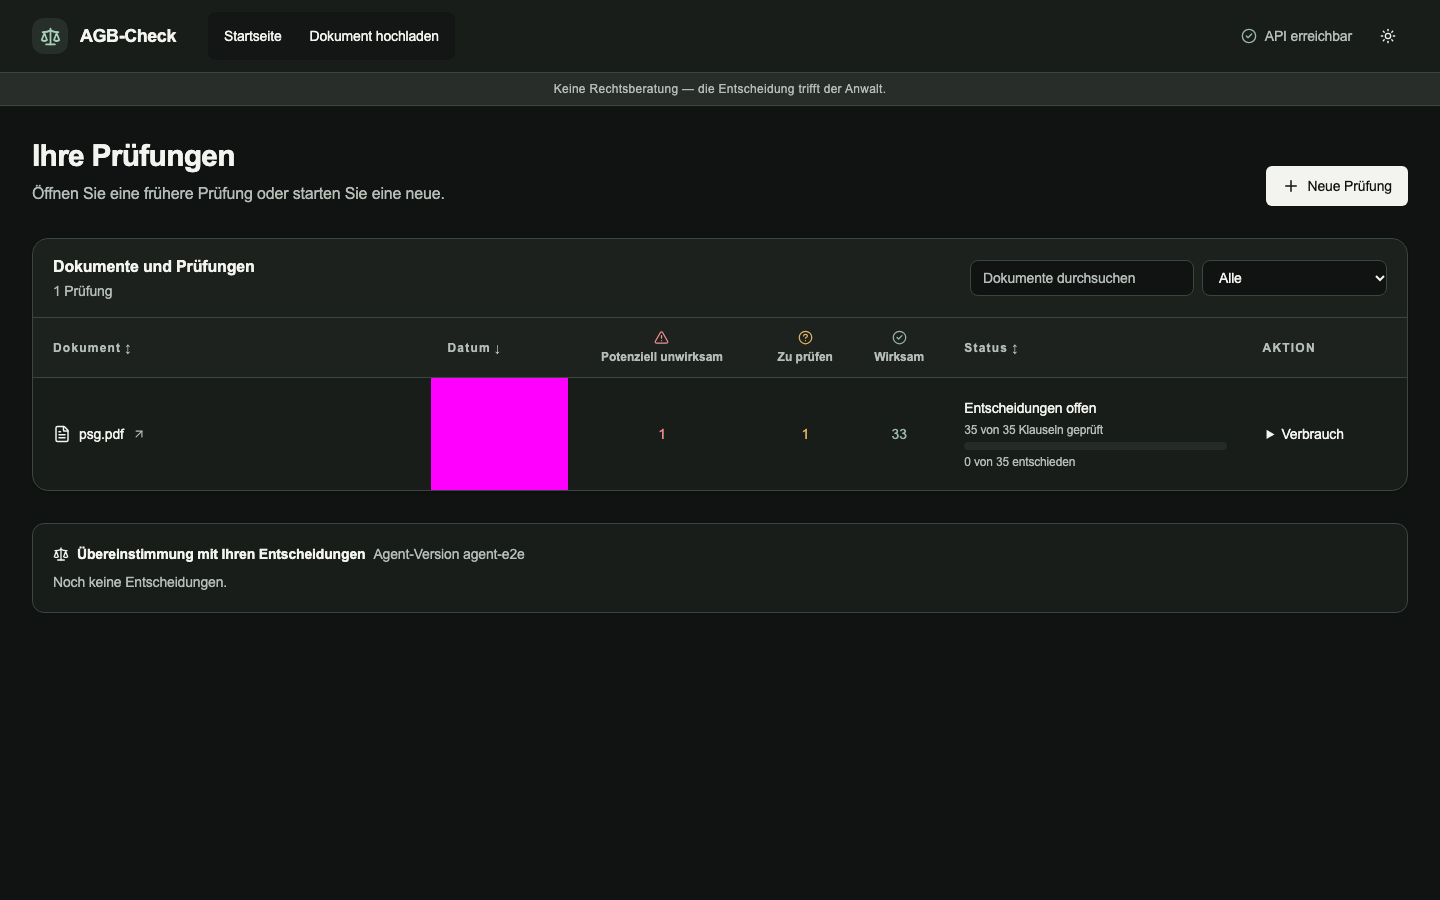 AGB-Check
Startseite
Dokument hochladen
API erreichbar
Keine Rechtsberatung — die Entscheidung trifft der Anwalt.
Ihre Prüfungen
Öffnen Sie eine frühere Prüfung oder starten Sie eine neue.
Neue Prüfung
Dokumente und Prüfungen
1 Prüfung
Dokumente durchsuchen
Alle
Dokument ↕
Datum ↓
Potenziell unwirksam
Zu prüfen
Wirksam
Status ↕
AKTION
psg.pdf
1
1
33
Entscheidungen offen
35 von 35 Klauseln geprüft
0 von 35 entschieden
Verbrauch
Übereinstimmung mit Ihren Entscheidungen Agent-Version agent-e2e
Noch keine Entscheidungen.